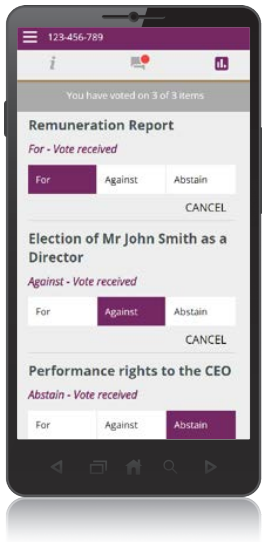 123-456-789
i
You have voted on 3 of 3 items
Remuneration Report
For - Vote received
For Against Abstain
CANCEL
Election of Mr John Smith as a
Director
Against - Vote received
For Against Abstain
CANCEL
Performance rights to the CEO
Abstain - Vote received
For Against Abstain